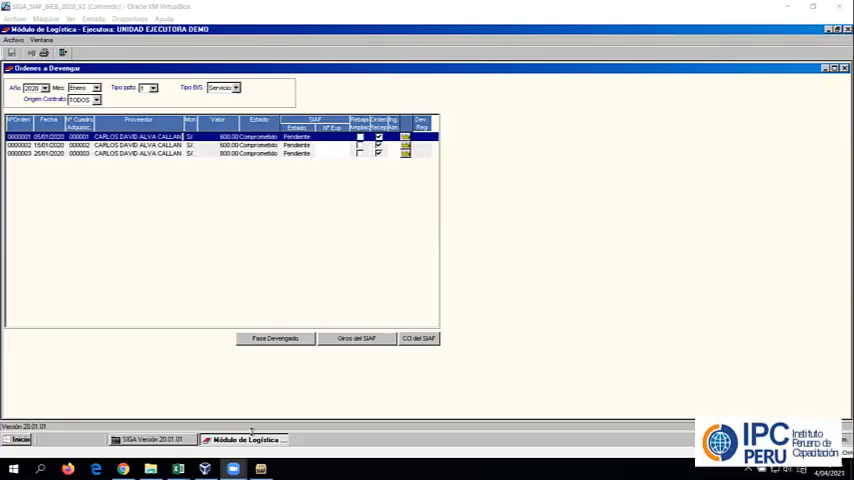 SIGA_SIAF_WEB_2020_V2 [Corriendo] - Oracle VM VirtualBox
Archivo Máquina Ver Entrada Dispositivos Ayuda
Módulo de Logística - Ejecutora: UNIDAD EJECUTORA DEMO
Archivo Ventana
Ordenes a Devengar
Año 2020 Mes: Enero Tipo ppto. Tipo B/S : Servicio
Origen Contrato TODOS
NºOrden Fecha Nº Cuadro Adquisic. Proveedor Mon Valor Estado SIAF Estado Nº Exp Rebaja Ampliac Orden Recep Ing. Alm. Dev. Reg
0000001 05/01/2020 000001 CARLOS DAVID ALVA CALLAN S/. 600.00 Comprometido Pendiente
0000002 15/01/2020 000002 CARLOS DAVID ALVA CALLAN S/. 600.00 Comprometido Pendiente
0000003 25/01/2020 000003 CARLOS DAVID ALVA CALLAN S/. 800.00 Comprometido Pendiente
Fase Devengado Giros del SIAF CCI del SIAF
Versión 20.01.01
Inicio SIGA Versión 20.01.01 Módulo de Logística ...
IPC PERU Instituto Peruano de Capacitación
4/04/2021